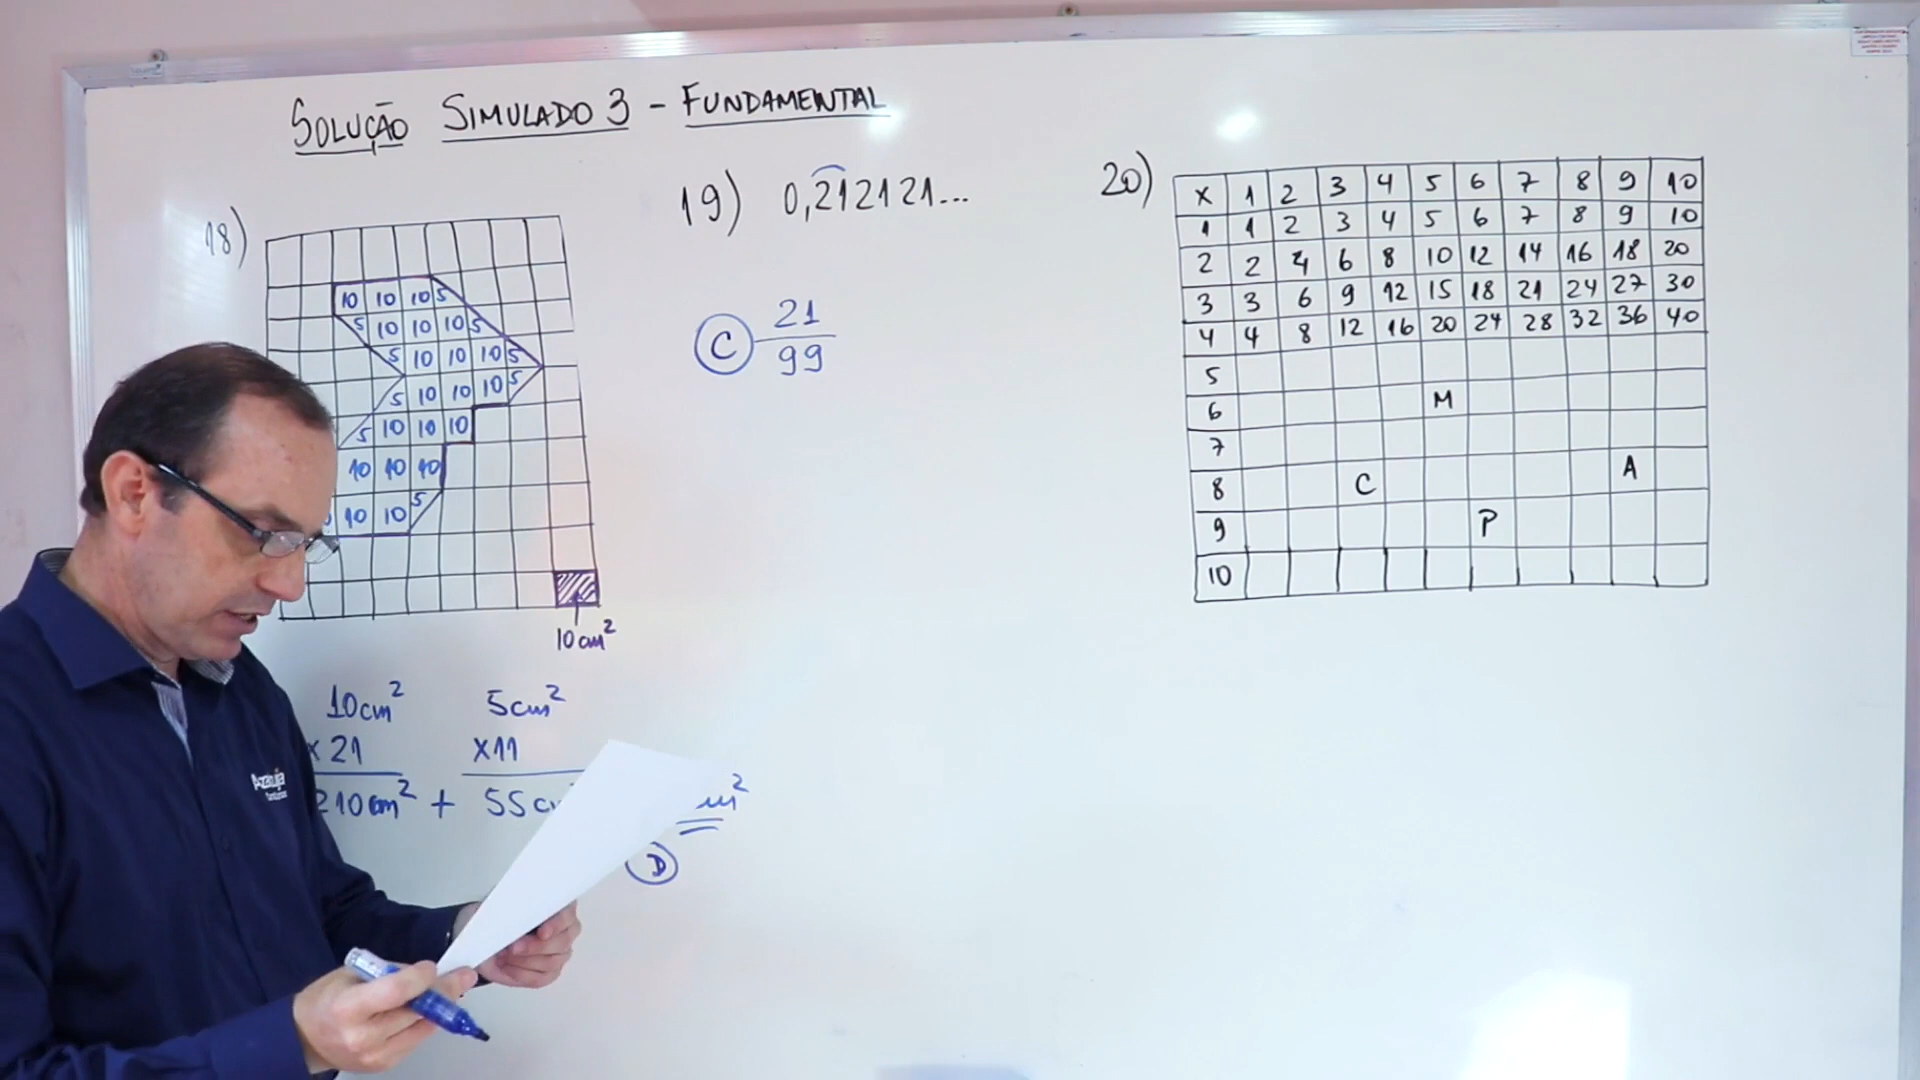 SOLUÇÃO SIMULADO 3 - FUNDAMENTAL
18)
10 10 10 5
5 10 10 10 5
5 10 10 10 5
5 10 10 10 5
5 10 10 10
10 10 10
10 10 5
10cm²
10cm² 5cm²
x 21 x11
210cm² + 55c
m²
D
19) 0,212121...
C 21
99
20)
X 1 2 3 4 5 6 7 8 9 10
1 1 2 3 4 5 6 7 8 9 10
2 2 4 6 8 10 12 14 16 18 20
3 3 6 9 12 15 18 21 24 27 30
4 4 8 12 16 20 24 28 32 36 40
5
6 M
7
8 C A
9 P
10
Azaruja